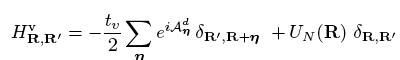 H^{\mathrm{v}}_{\mathbf{R},\mathbf{R}'} = -\frac{t_v}{2} \sum_{\boldsymbol{\eta}} e^{i\mathcal{A}^d_{\boldsymbol{\eta}}} \delta_{\mathbf{R}',\mathbf{R}+\boldsymbol{\eta}} + U_N(\mathbf{R}) \delta_{\mathbf{R},\mathbf{R}'}